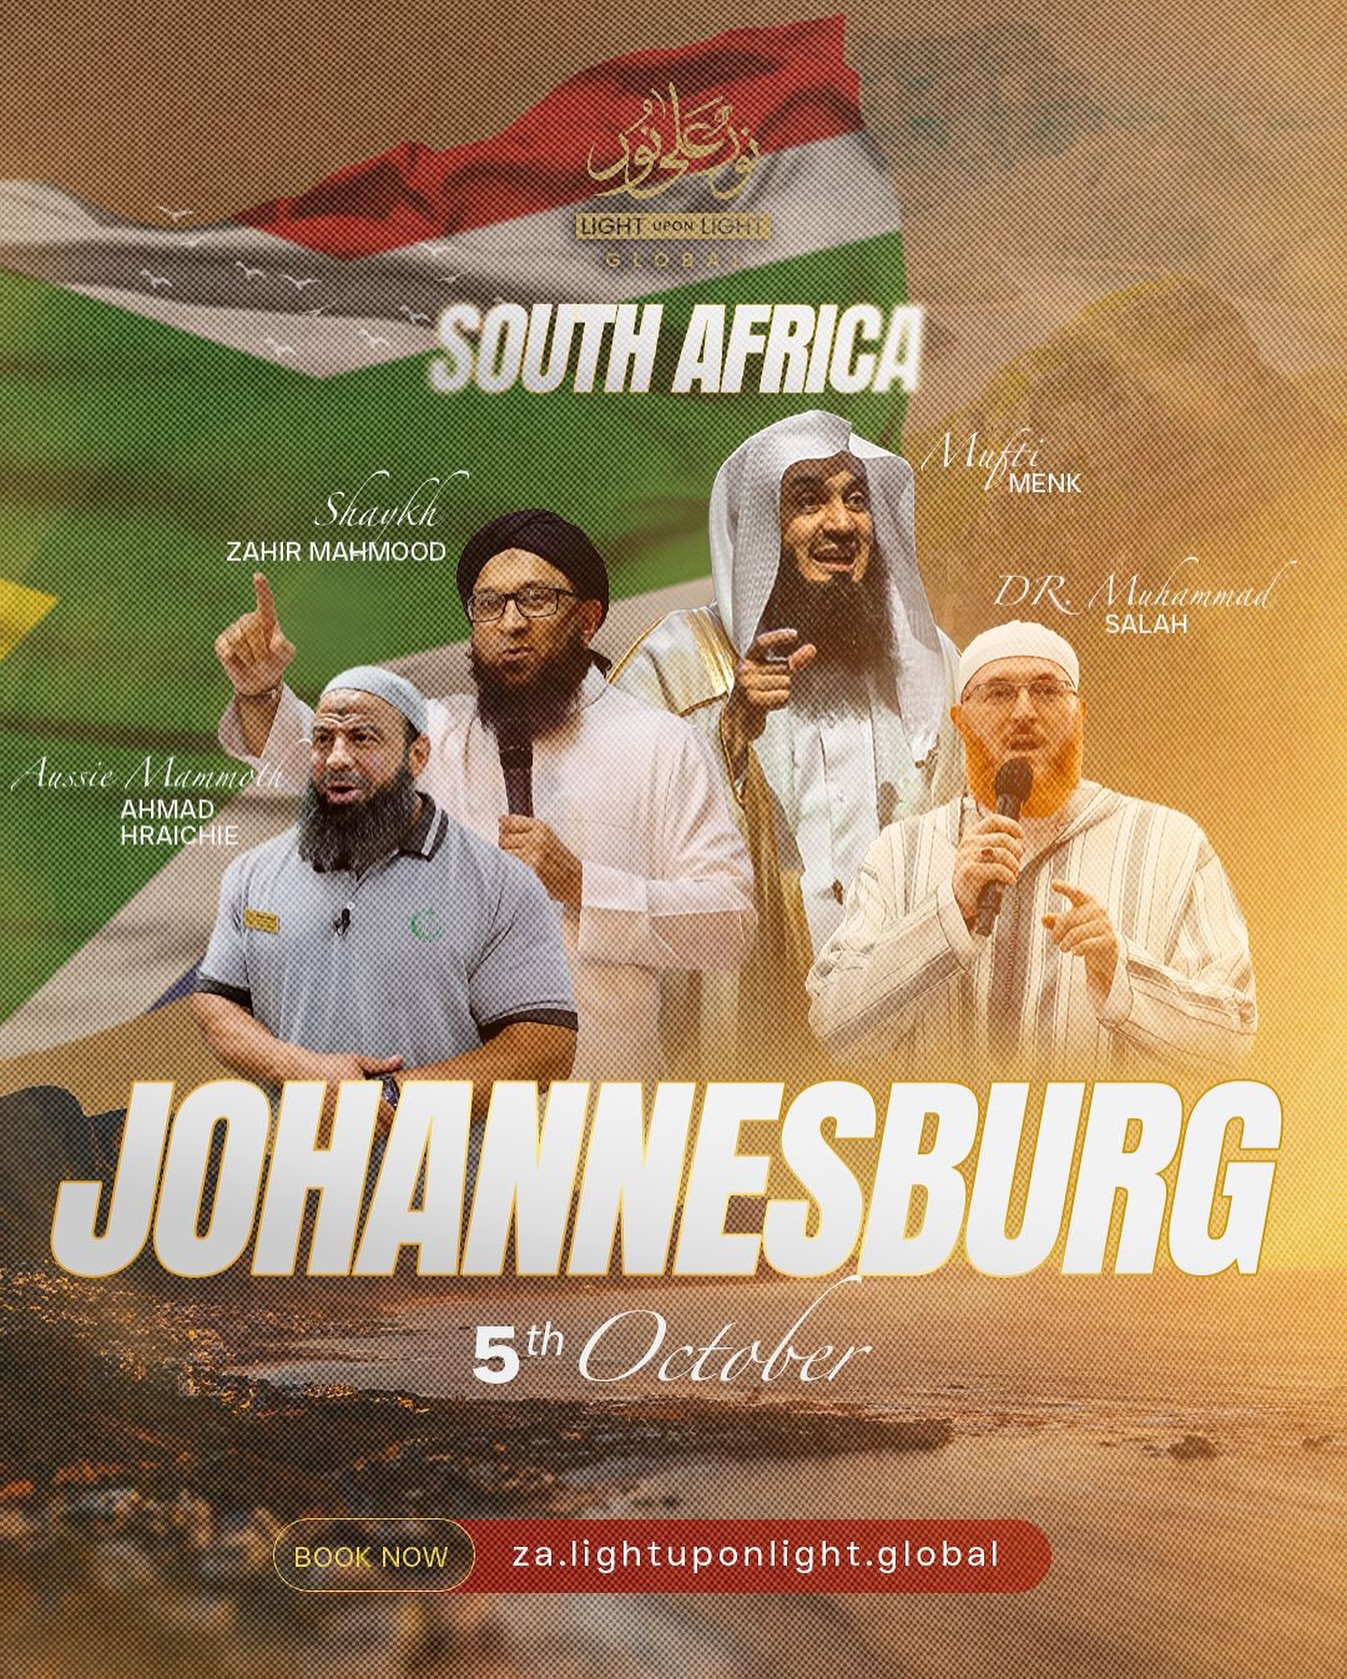 نور على نور
LIGHT UPON LIGHT
GLOBAL
SOUTH AFRICA
Mufti
MENK
Shaykh
ZAHIR MAHMOOD
DR. Muhammad
SALAH
Aussie Mammoth
AHMAD
HRAICHIE
JOHANNESBURG
5th October
BOOK NOW za.lightuponlight.global